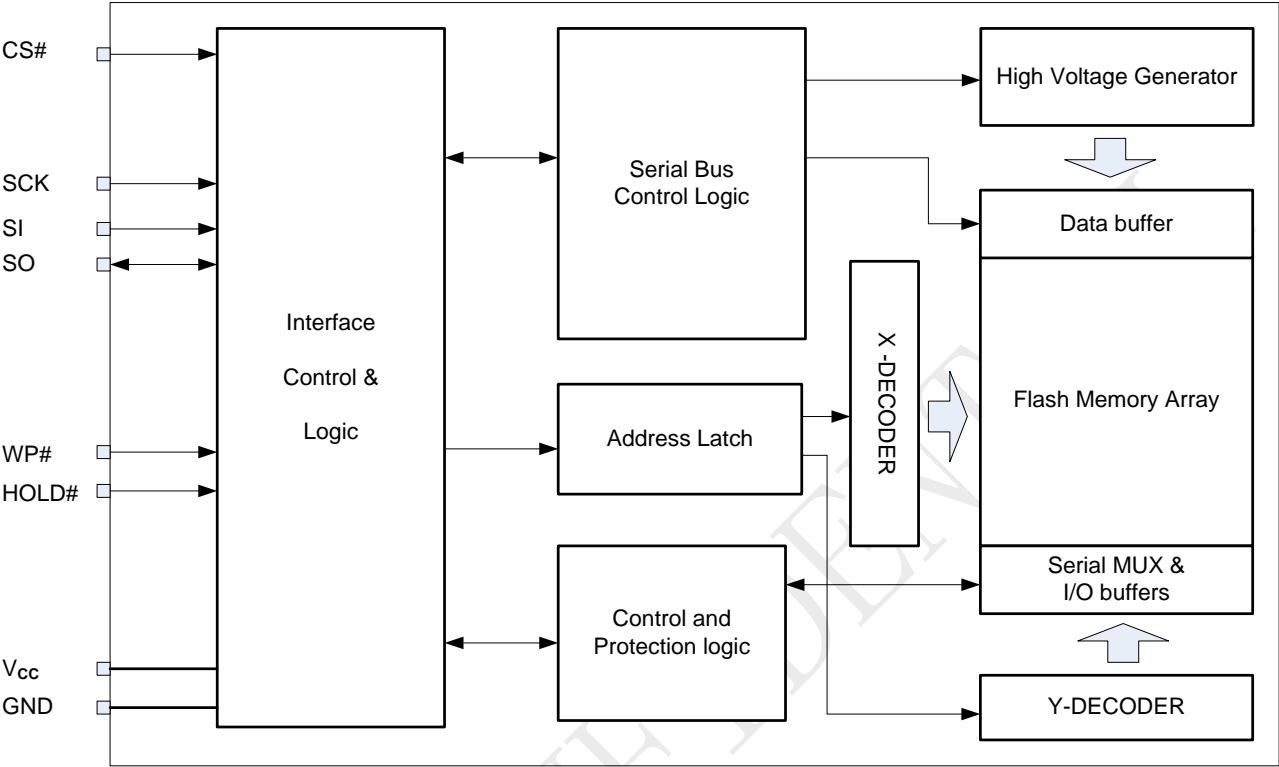 CS#
SCK
SI
SO
WP#
HOLD#
Vcc
GND
Interface
Control &
Logic
Serial Bus
Control Logic
Address Latch
Control and
Protection logic
X -DECODER
High Voltage Generator
Data buffer
Flash Memory Array
Serial MUX &
I/O buffers
Y-DECODER